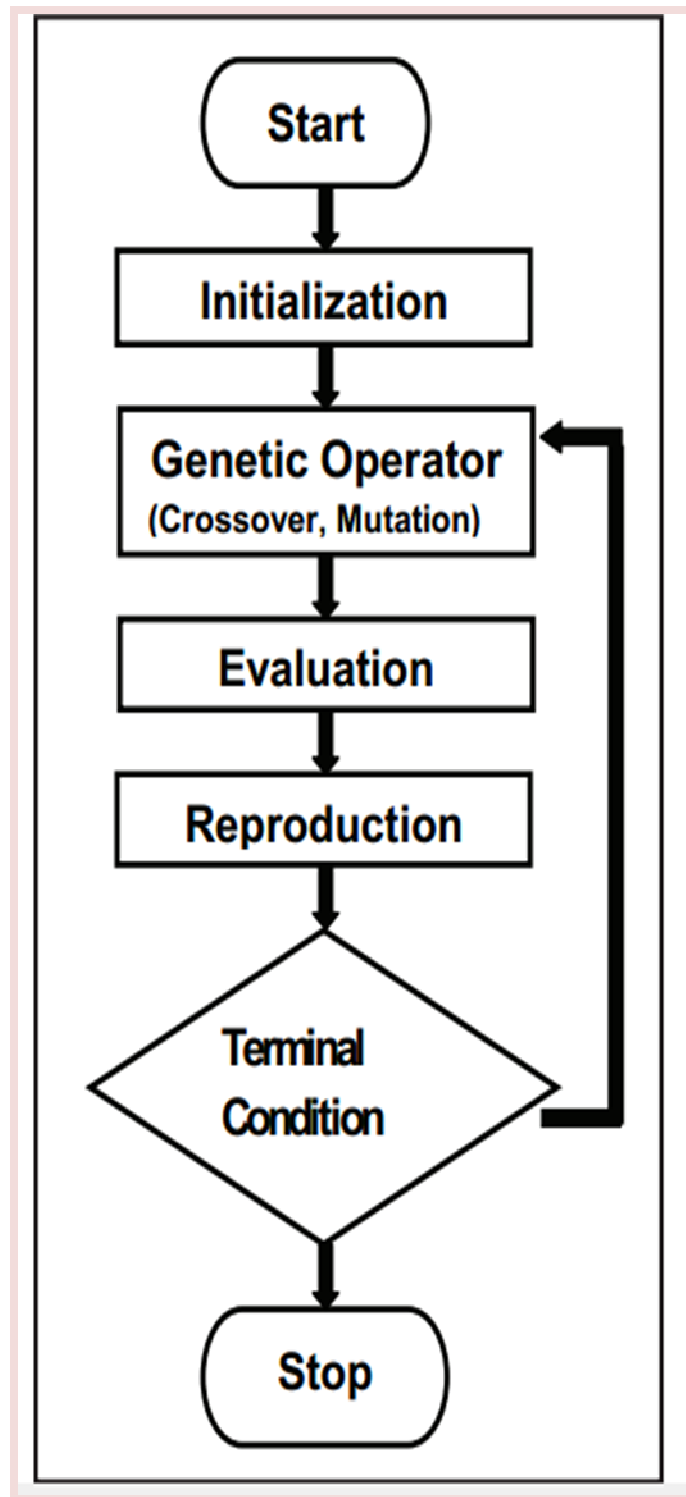 Start
Initialization
Genetic Operator
(Crossover, Mutation)
Evaluation
Reproduction
Terminal
Condition
Stop